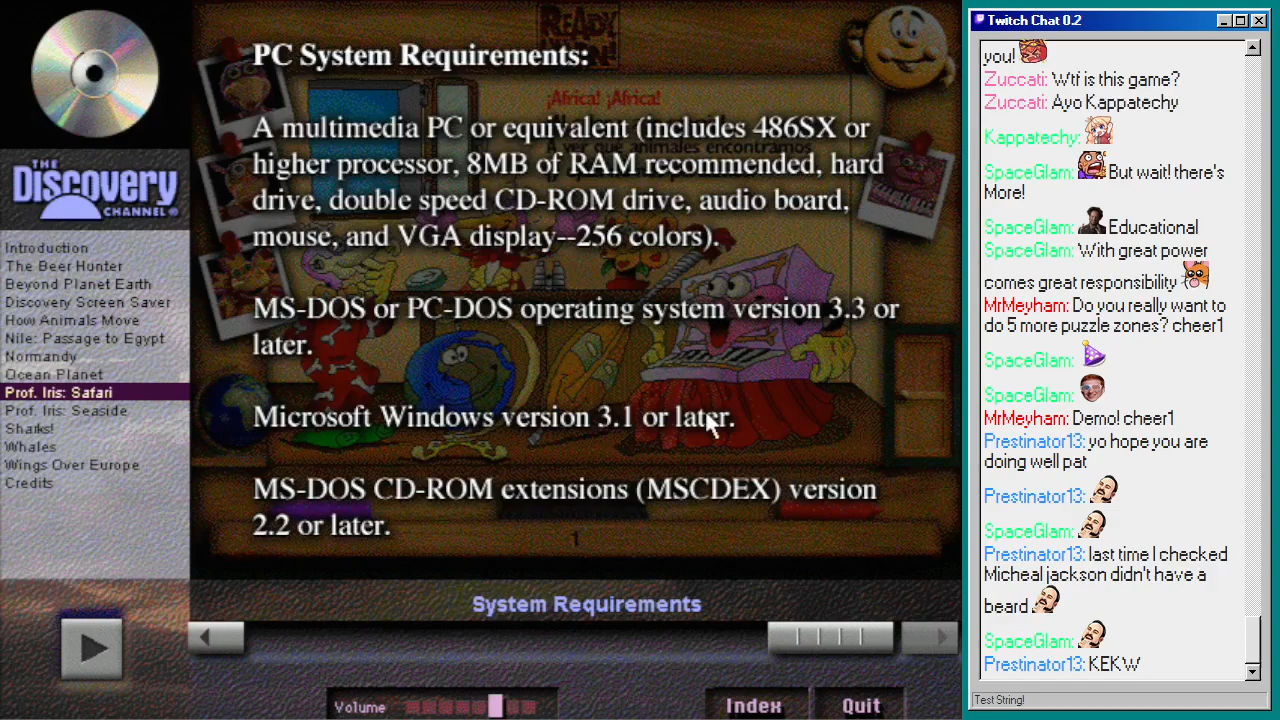 PC System Requirements:
A multimedia PC or equivalent (includes 486SX or
higher processor, 8MB of RAM recommended, hard
drive, double speed CD-ROM drive, audio board,
mouse, and VGA display--256 colors).
MS-DOS or PC-DOS operating system version 3.3 or
later.
Microsoft Windows version 3.1 or later.
MS-DOS CD-ROM extensions (MSCDEX) version
2.2 or later.
READY
¡Africa! ¡Africa!
A ver que animales encontramos
1
THE
Discovery
CHANNEL®
Introduction
The Beer Hunter
Beyond Planet Earth
Discovery Screen Saver
How Animals Move
Nile: Passage to Egypt
Normandy
Ocean Planet
Prof. Iris: Safari
Prof. Iris: Seaside
Sharks!
Whales
Wings Over Europe
Credits
System Requirements
Volume
Index
Quit
Twitch Chat 0.2
you!
Zuccati: Wtf is this game?
Zuccati: Ayo Kappatechy
Kappatechy:
SpaceGlam: But wait! there's
More!
SpaceGlam: Educational
SpaceGlam: With great power
comes great responsibility
MrMeyham: Do you really want to
do 5 more puzzle zones? cheer1
SpaceGlam:
SpaceGlam:
MrMeyham: Demo! cheer1
Prestinator13: yo hope you are
doing well pat
Prestinator13:
SpaceGlam:
Prestinator13: last time I checked
Micheal jackson didn't have a
beard
SpaceGlam:
Prestinator13: KEKW
Test String!